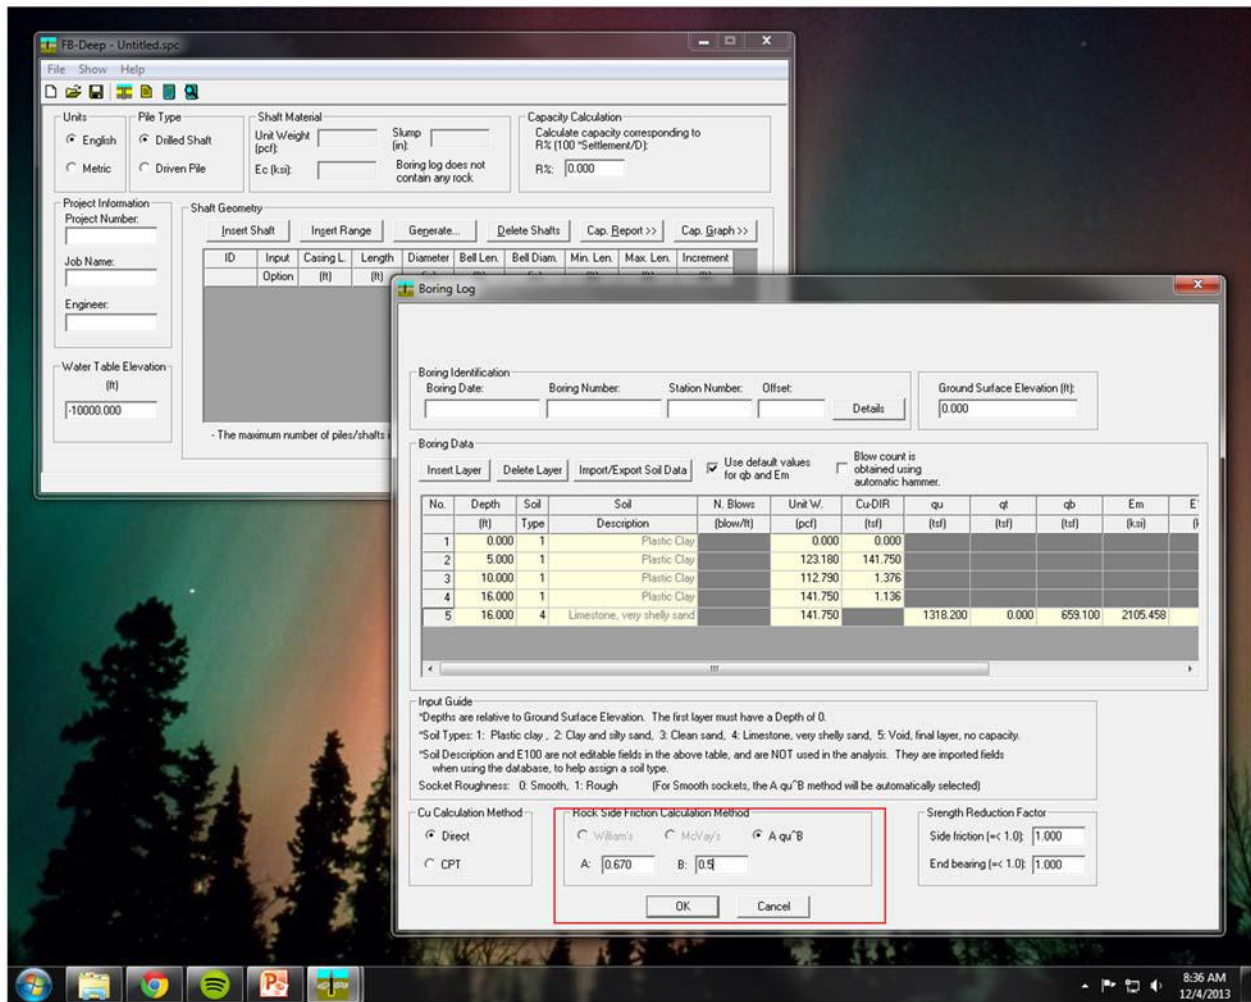 FB-Deep - Untitled.spc
File Show Help
Units
English
Metric
Pile Type
Drilled Shaft
Driven Pile
Shaft Material
Unit Weight (pcf):
Slump (in):
Ec (ksi):
Boring log does not contain any rock
Capacity Calculation
Calculate capacity corresponding to
R% (100 *Settlement/D):
R%: 0.000
Project Information
Project Number:
Job Name:
Engineer:
Water Table Elevation
(ft)
-10000.000
Shaft Geometry
Insert Shaft Insert Range Generate... Delete Shafts Cap. Report >> Cap. Graph >>
ID Input Casing L. Length Diameter Bell Len. Bell Diam. Min. Len. Max. Len. Increment
Option (ft) (ft)
- The maximum number of piles/shafts i
Boring Log
Boring Identification
Boring Date: Boring Number: Station Number: Offset:
Details
Ground Surface Elevation (ft):
0.000
Boring Data
Insert Layer Delete Layer Import/Export Soil Data
Use default values
for qb and Em
Blow count is
obtained using
automatic hammer.
No. Depth Soil Soil N. Blows Unit W. Cu-DIR qu qt qb Em E
(ft) Type Description (blow/ft) (pcf) (tsf) (tsf) (tsf) (tsf) (ksi)
1 0.000 1 Plastic Clay 0.000 0.000
2 5.000 1 Plastic Clay 123.180 141.750
3 10.000 1 Plastic Clay 112.790 1.376
4 16.000 1 Plastic Clay 141.750 1.136
5 16.000 4 Limestone, very shelly sand 141.750 1318.200 0.000 659.100 2105.458
Input Guide
*Depths are relative to Ground Surface Elevation. The first layer must have a Depth of 0.
*Soil Types: 1: Plastic clay , 2: Clay and silty sand, 3: Clean sand, 4: Limestone, very shelly sand, 5: Void, final layer, no capacity.
*Soil Description and E100 are not editable fields in the above table, and are NOT used in the analysis. They are imported fields
when using the database, to help assign a soil type.
Socket Roughness: 0: Smooth, 1: Rough (For Smooth sockets, the A qu^B method will be automatically selected)
Cu Calculation Method
Direct
CPT
Rock Side Friction Calculation Method
William's McVay's A qu^B
A: 0.670 B: 0.5
Srength Reduction Factor
Side friction (=< 1.0): 1.000
End bearing (=< 1.0): 1.000
OK Cancel
8:36 AM
12/4/2013